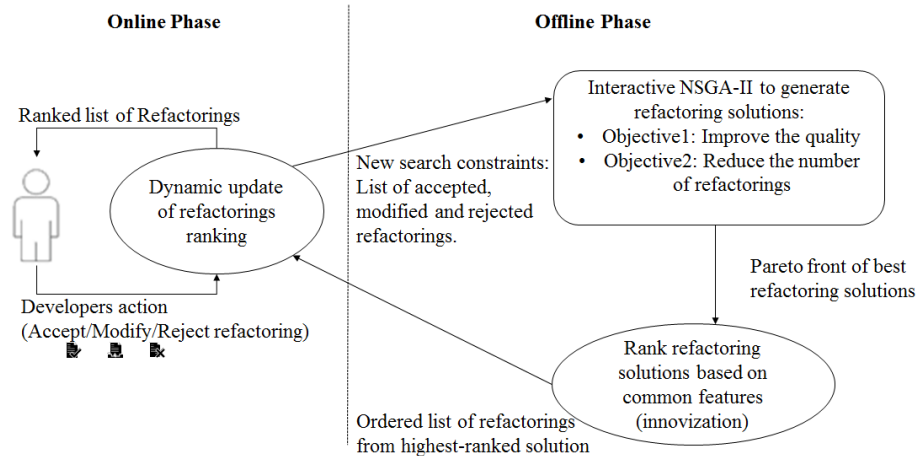 Online Phase
Offline Phase
Ranked list of Refactorings
Dynamic update
of refactorings
ranking
Developers action
(Accept/Modify/Reject refactoring)
New search constraints:
List of accepted,
modified and rejected
refactorings.
Interactive NSGA-II to generate
refactoring solutions:
• Objective1: Improve the quality
• Objective2: Reduce the number
of refactorings
Pareto front of best
refactoring solutions
Rank refactoring
solutions based on
common features
(innovization)
Ordered list of refactorings
from highest-ranked solution